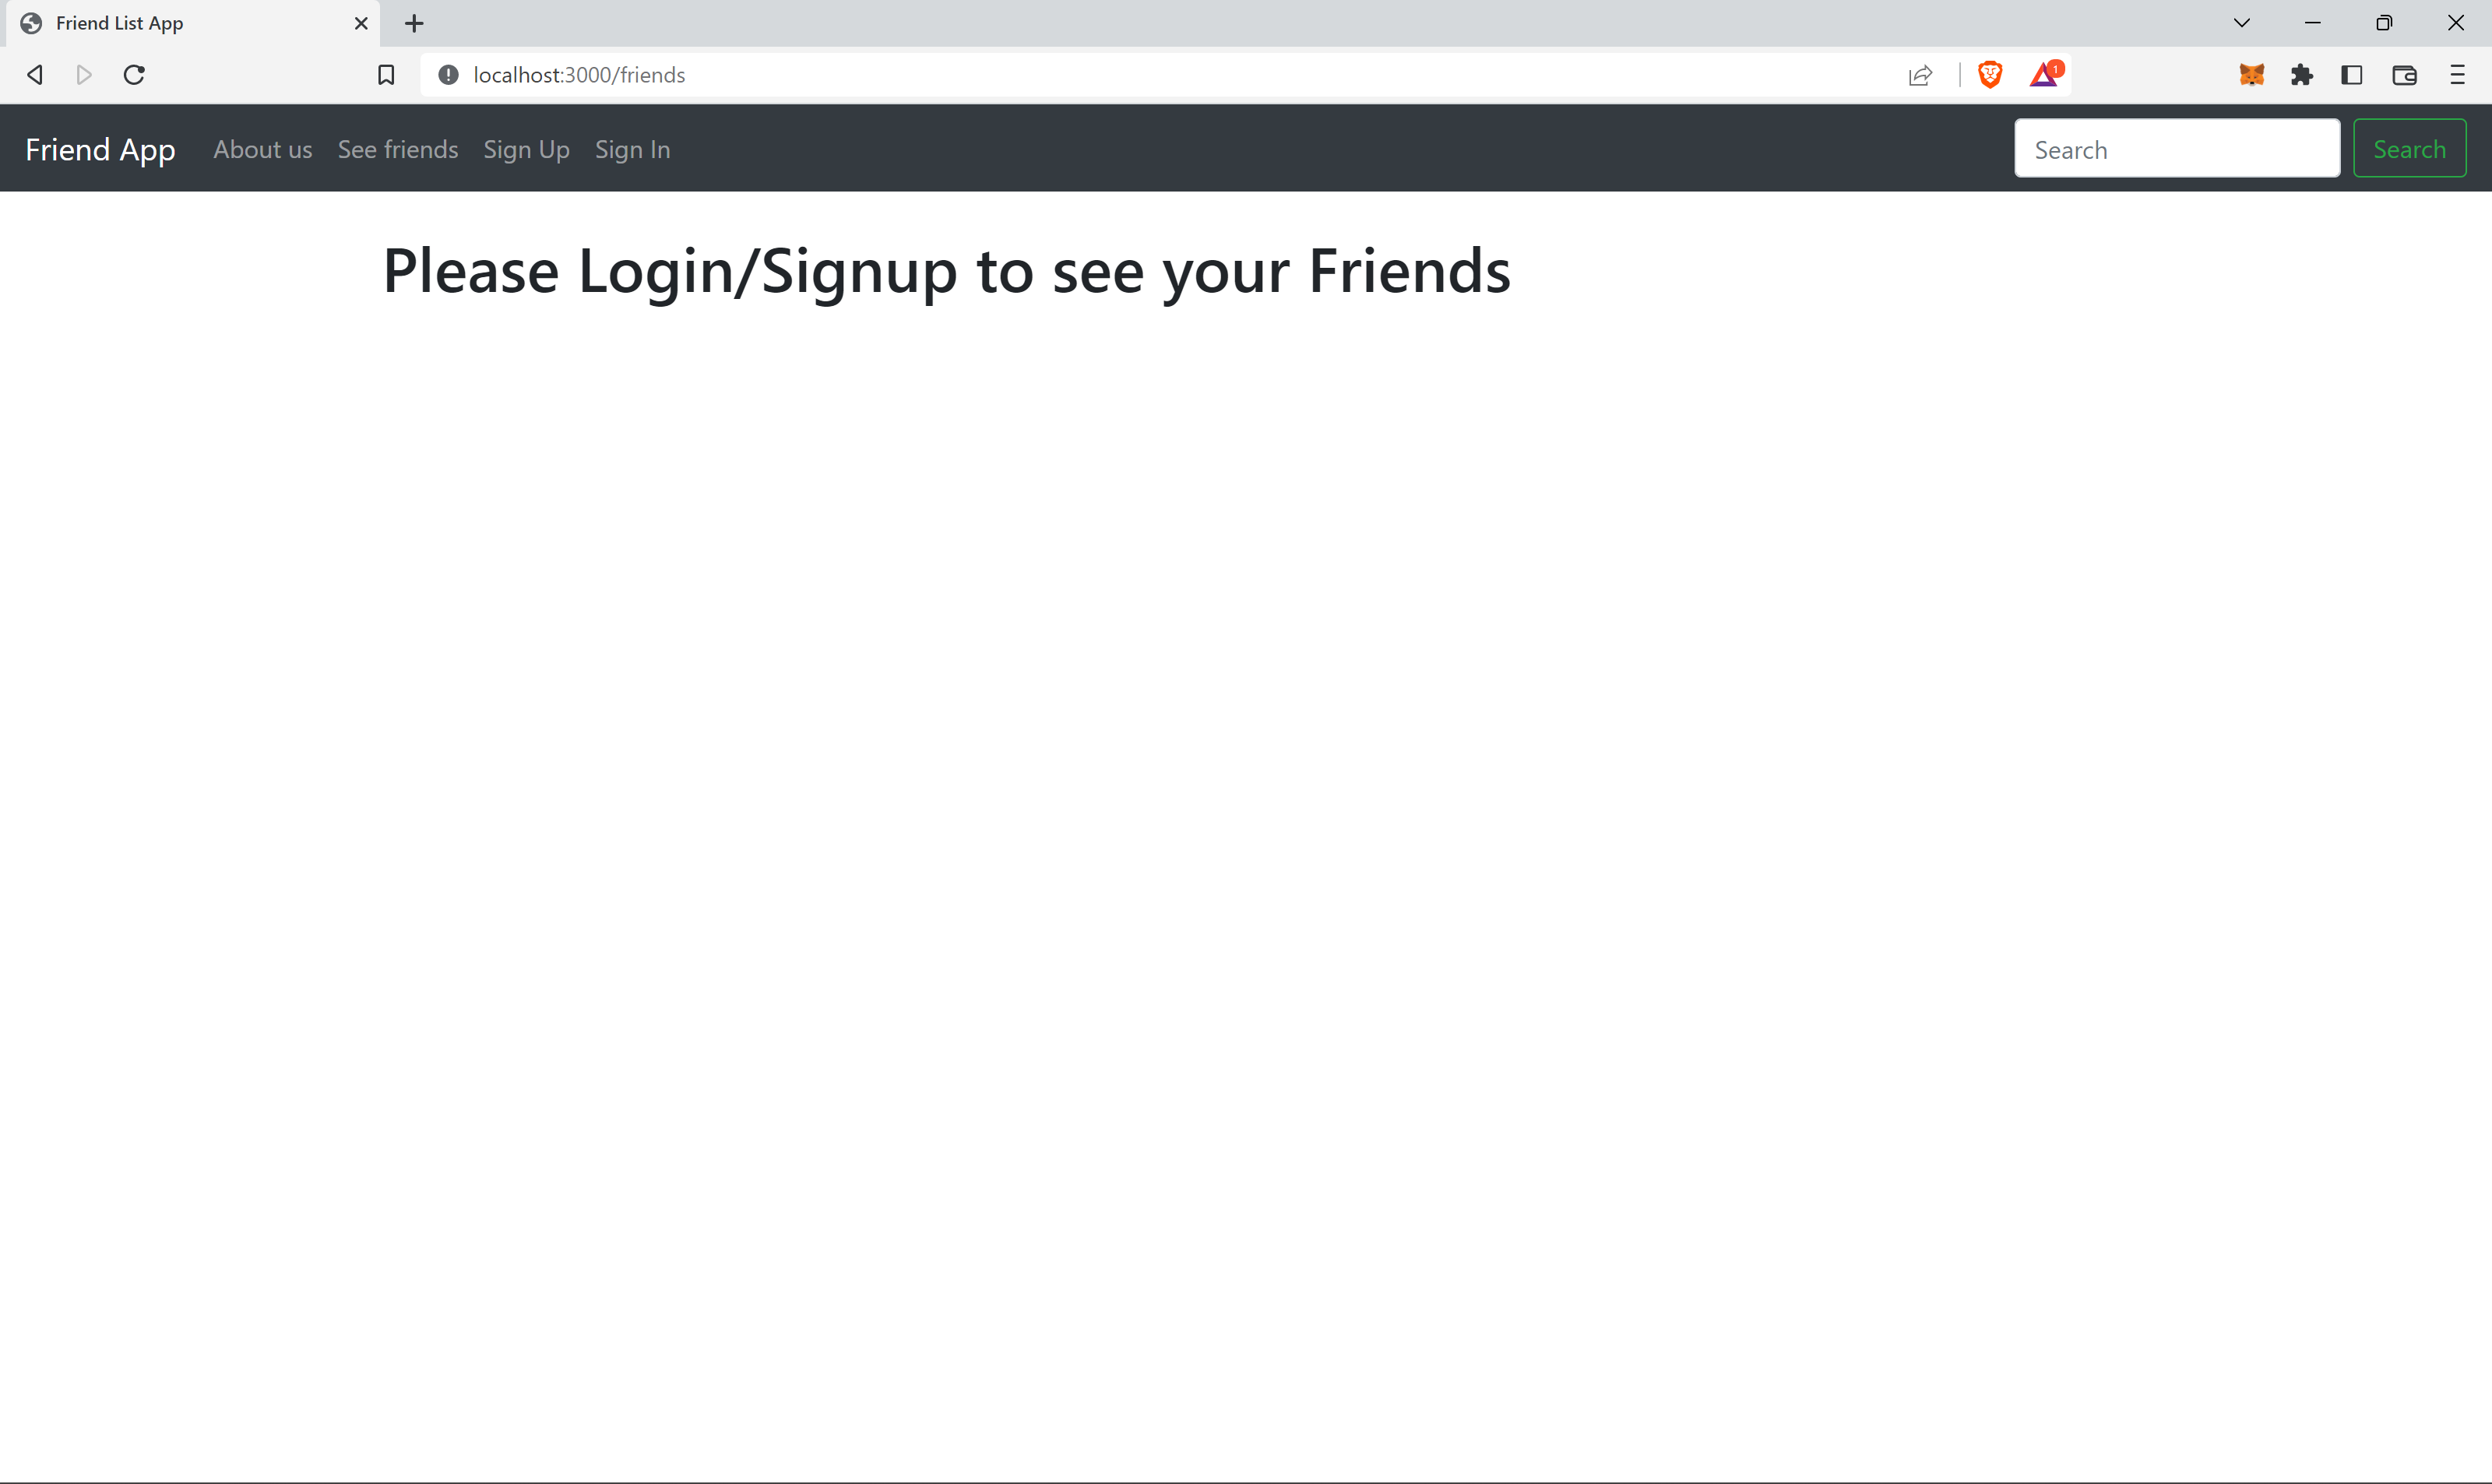 Friend List App
localhost:3000/friends
1
Friend App About us See friends Sign Up Sign In Search Search
Please Login/Signup to see your Friends